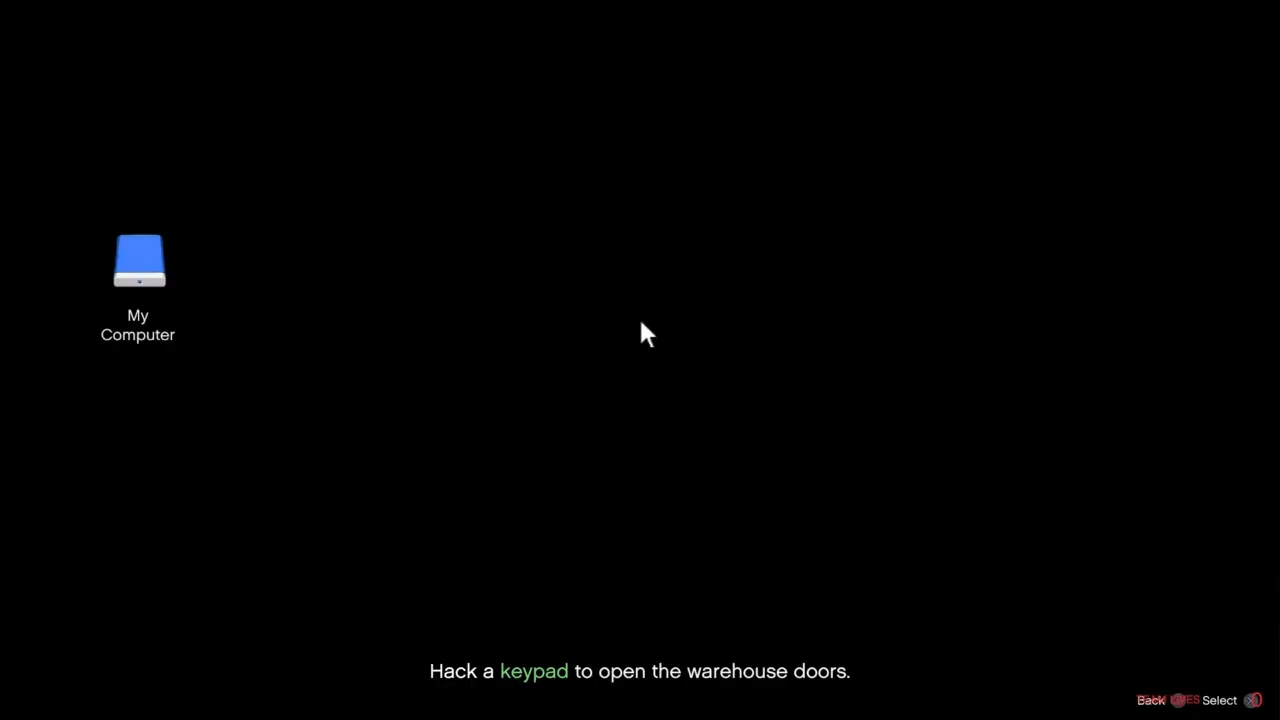 My
Computer
Hack a keypad to open the warehouse doors.
Back Select